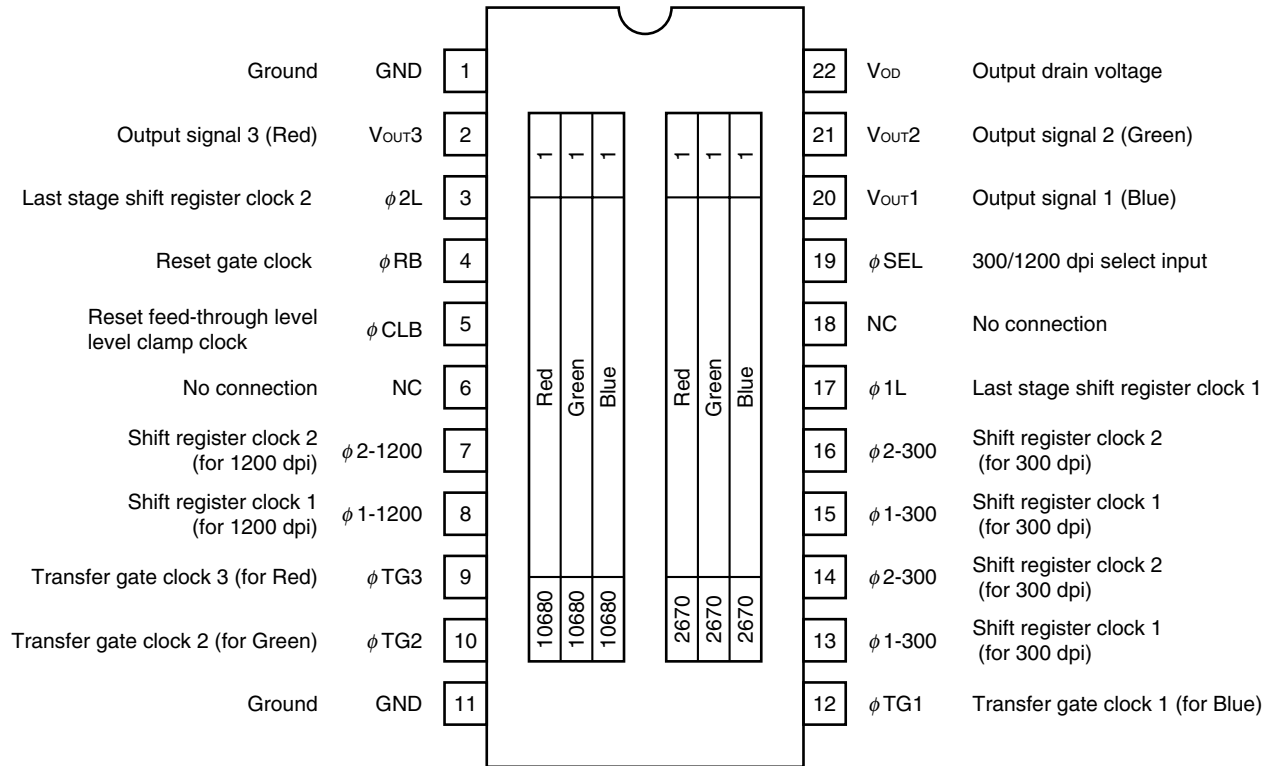 Ground GND 1
Output signal 3 (Red) VOUT3 2
Last stage shift register clock 2 φ2L 3
Reset gate clock φRB 4
Reset feed-through level
level clamp clock φCLB 5
No connection NC 6
Shift register clock 2
(for 1200 dpi) φ2-1200 7
Shift register clock 1
(for 1200 dpi) φ1-1200 8
Transfer gate clock 3 (for Red) φTG3 9
Transfer gate clock 2 (for Green) φTG2 10
Ground GND 11
1 1 1
Red Green Blue
10680 10680 10680
1 1 1
Red Green Blue
2670 2670 2670
22 VOD Output drain voltage
21 VOUT2 Output signal 2 (Green)
20 VOUT1 Output signal 1 (Blue)
19 φSEL 300/1200 dpi select input
18 NC No connection
17 φ1L Last stage shift register clock 1
16 φ2-300 Shift register clock 2
(for 300 dpi)
15 φ1-300 Shift register clock 1
(for 300 dpi)
14 φ2-300 Shift register clock 2
(for 300 dpi)
13 φ1-300 Shift register clock 1
(for 300 dpi)
12 φTG1 Transfer gate clock 1 (for Blue)